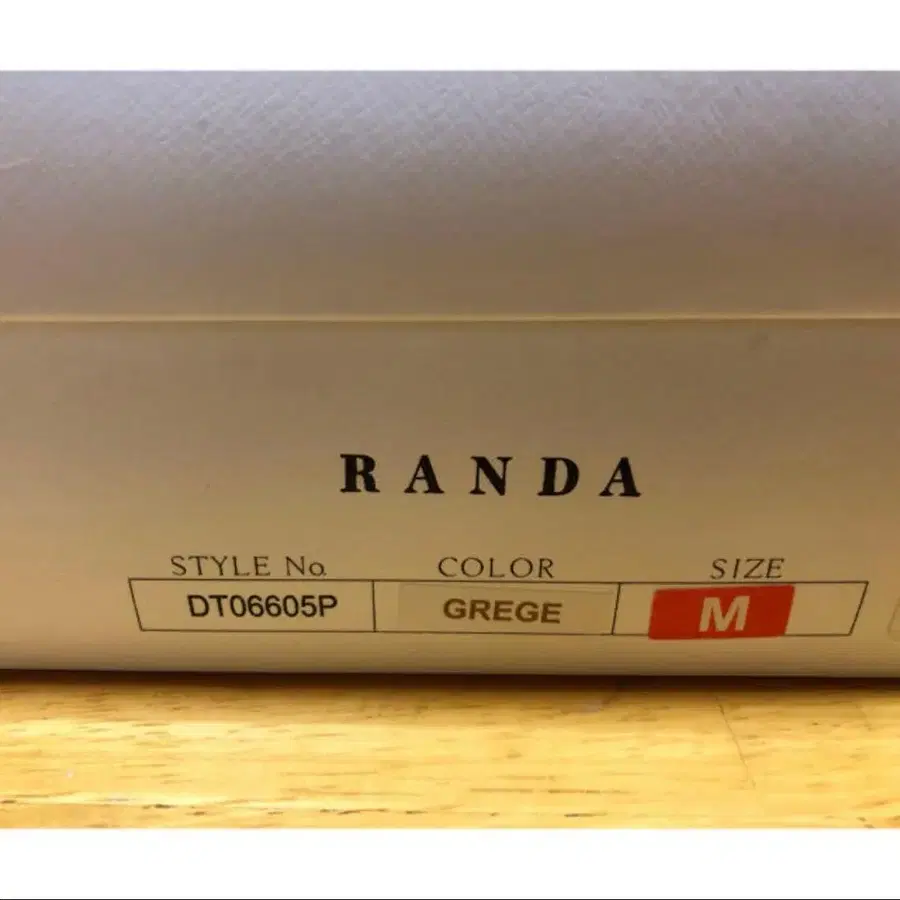 RANDA
STYLE No. COLOR SIZE
DT06605P GREGE M